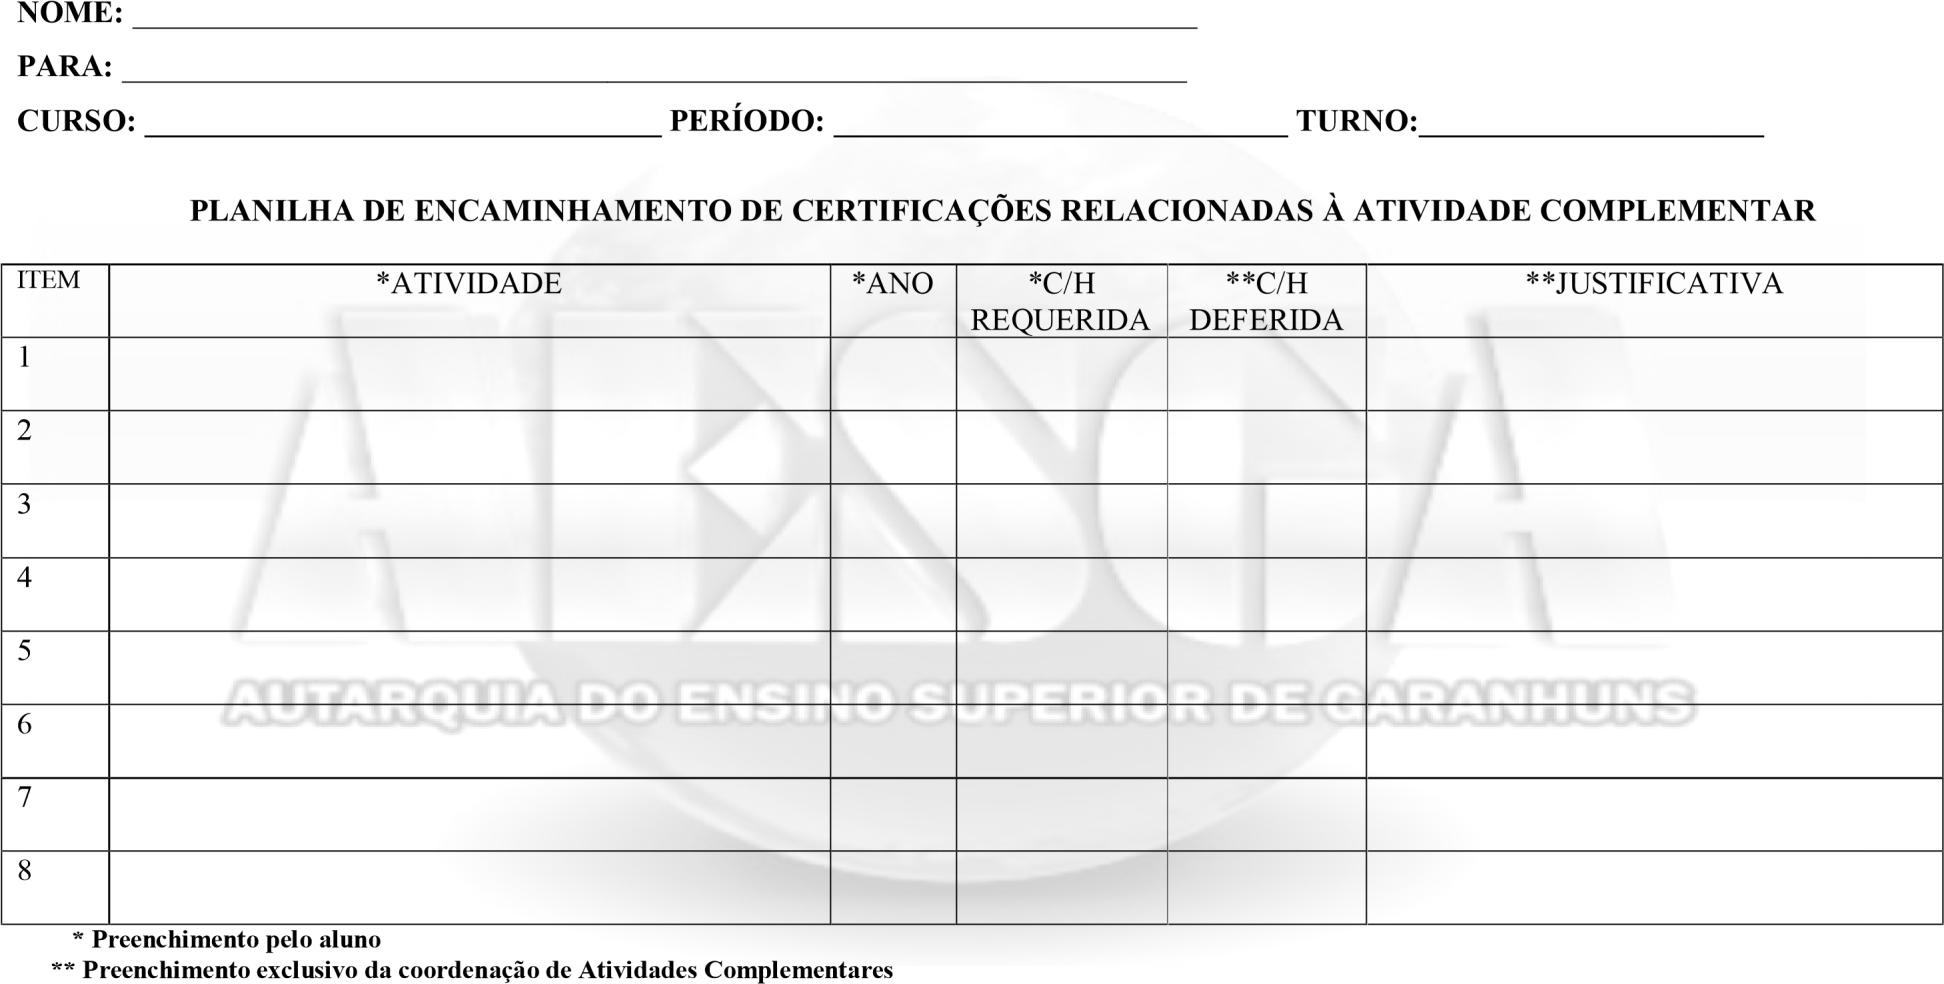 NOME:
PARA:
CURSO: PERÍODO: TURNO:
PLANILHA DE ENCAMINHAMENTO DE CERTIFICAÇÕES RELACIONADAS À ATIVIDADE COMPLEMENTAR
ITEM *ATIVIDADE *ANO *C/H REQUERIDA **C/H DEFERIDA **JUSTIFICATIVA
1
2
3
4
5
6
7
8
AESGA
AUTARQUIA DO ENSINO SUPERIOR DE GARANHUNS
* Preenchimento pelo aluno
** Preenchimento exclusivo da coordenação de Atividades Complementares